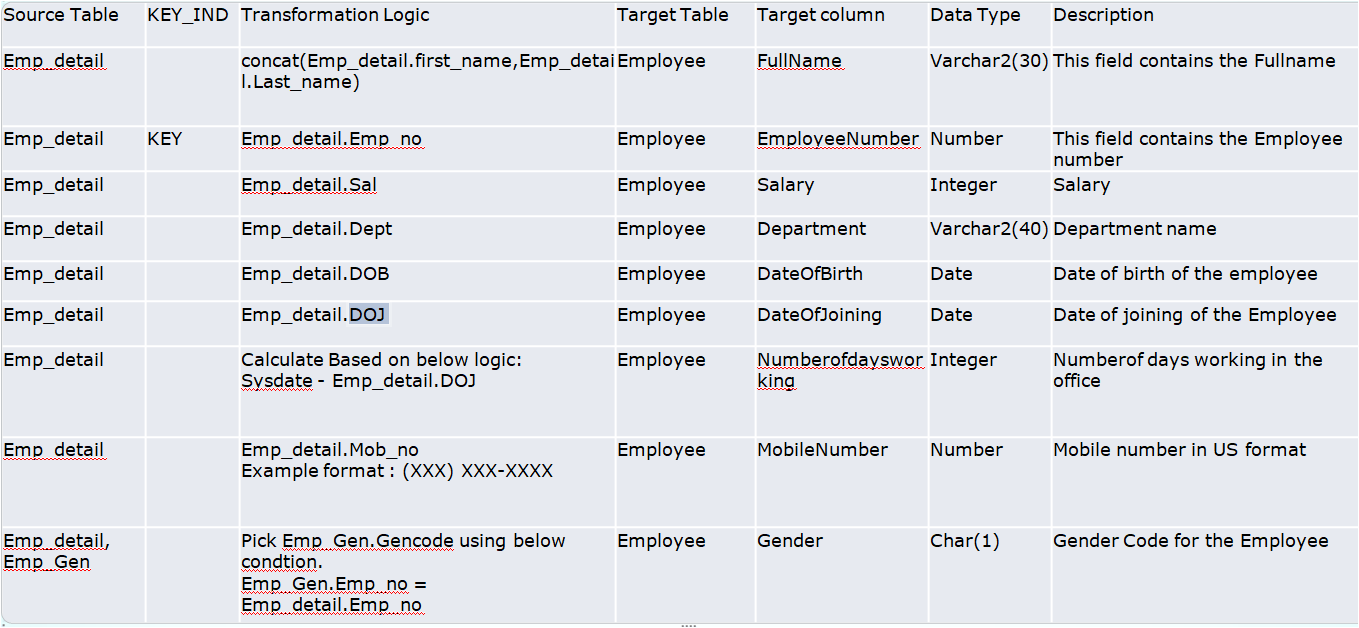 Source Table KEY_IND Transformation Logic Target Table Target column Data Type Description
Emp_detail concat(Emp_detail.first_name,Emp_detai Employee FullName Varchar2(30) This field contains the Fullname
l.Last_name)
Emp_detail KEY Emp_detail.Emp_no Employee EmployeeNumber Number This field contains the Employee
number
Emp_detail Emp_detail.Sal Employee Salary Integer Salary
Emp_detail Emp_detail.Dept Employee Department Varchar2(40) Department name
Emp_detail Emp_detail.DOB Employee DateOfBirth Date Date of birth of the employee
Emp_detail Emp_detail.DOJ Employee DateOfJoining Date Date of joining of the Employee
Emp_detail Calculate Based on below logic: Employee Numberofdayswor Integer Numberof days working in the
Sysdate - Emp_detail.DOJ king office
Emp_detail Emp_detail.Mob_no Employee MobileNumber Number Mobile number in US format
Example format : (XXX) XXX-XXXX
Emp_detail, Pick Emp_Gen.Gencode using below Employee Gender Char(1) Gender Code for the Employee
Emp_Gen condtion.
Emp_Gen.Emp_no =
Emp_detail.Emp_no